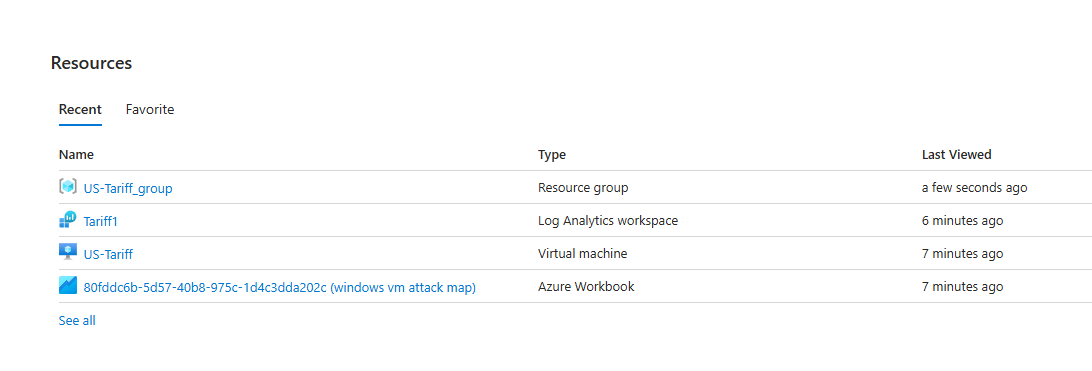 Resources
Recent Favorite
Name Type Last Viewed
US-Tariff_group Resource group a few seconds ago
Tariff1 Log Analytics workspace 6 minutes ago
US-Tariff Virtual machine 7 minutes ago
80fddc6b-5d57-40b8-975c-1d4c3dda202c (windows vm attack map) Azure Workbook 7 minutes ago
See all